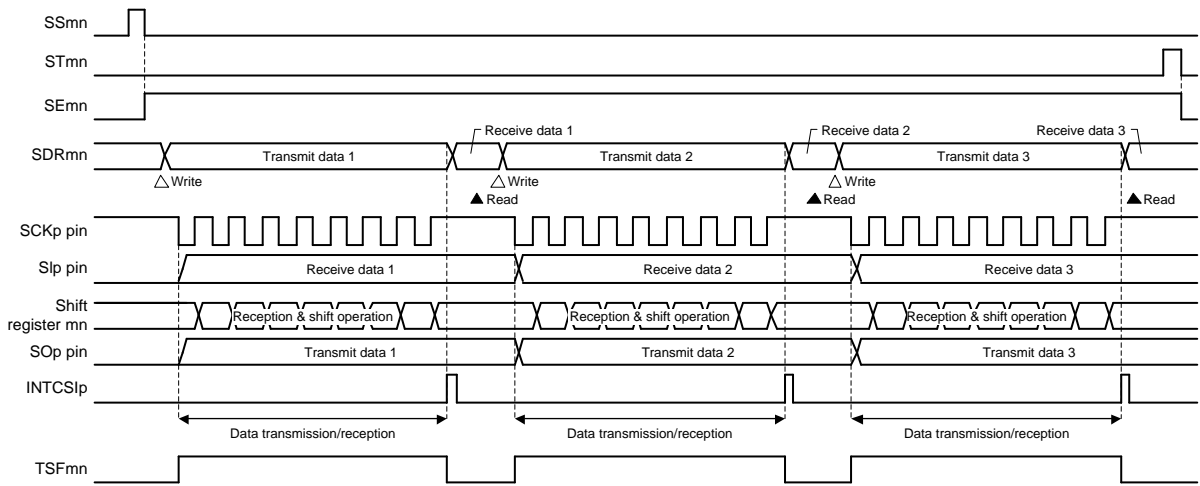 SSmn
STmn
SEmn
Receive data 1
Receive data 2
Receive data 3
SDRmn
Transmit data 1
Transmit data 2
Transmit data 3
Write
Write
Write
Read
Read
Read
SCKp pin
SIp pin
Receive data 1
Receive data 2
Receive data 3
Shift
register mn
Reception & shift operation
Reception & shift operation
Reception & shift operation
SOp pin
Transmit data 1
Transmit data 2
Transmit data 3
INTCSIp
Data transmission/reception
Data transmission/reception
Data transmission/reception
TSFmn